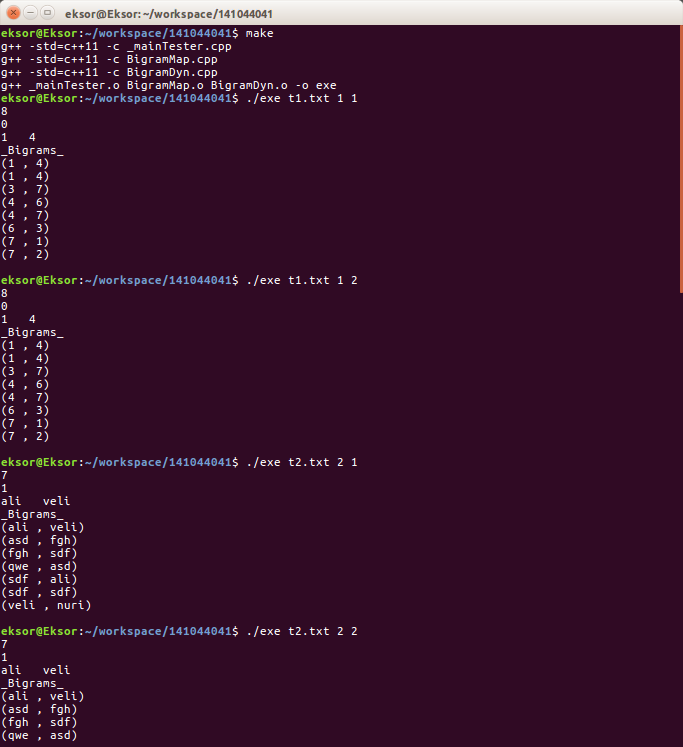 eksor@Eksor:~/workspace/141044041
eksor@Eksor:~/workspace/141044041$ make
g++ -std=c++11 -c _mainTester.cpp
g++ -std=c++11 -c BigramMap.cpp
g++ -std=c++11 -c BigramDyn.cpp
g++ _mainTester.o BigramMap.o BigramDyn.o -o exe
eksor@Eksor:~/workspace/141044041$ ./exe t1.txt 1 1
8
0
1   4
_Bigrams_
(1 , 4)
(1 , 4)
(3 , 7)
(4 , 6)
(4 , 7)
(6 , 3)
(7 , 1)
(7 , 2)

eksor@Eksor:~/workspace/141044041$ ./exe t1.txt 1 2
8
0
1   4
_Bigrams_
(1 , 4)
(1 , 4)
(3 , 7)
(4 , 6)
(4 , 7)
(6 , 3)
(7 , 1)
(7 , 2)

eksor@Eksor:~/workspace/141044041$ ./exe t2.txt 2 1
7
1
ali   veli
_Bigrams_
(ali , veli)
(asd , fgh)
(fgh , sdf)
(qwe , asd)
(sdf , ali)
(sdf , sdf)
(veli , nuri)

eksor@Eksor:~/workspace/141044041$ ./exe t2.txt 2 2
7
1
ali   veli
_Bigrams_
(ali , veli)
(asd , fgh)
(fgh , sdf)
(qwe , asd)